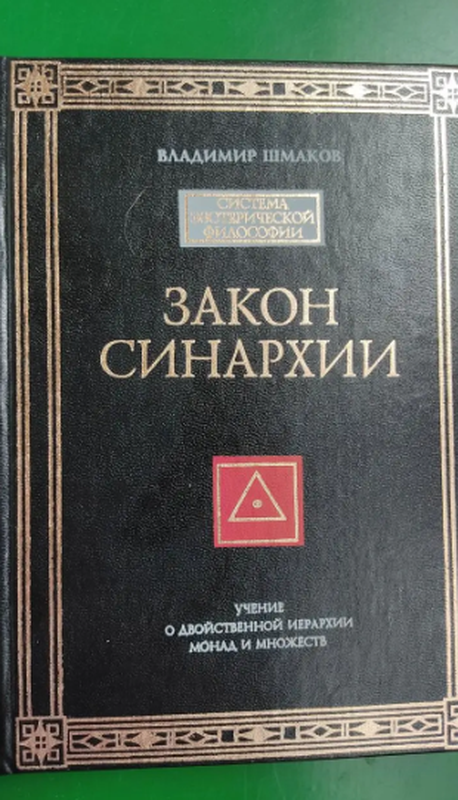 ВЛАДИМИР ШМАКОВ
СИСТЕМА
ЭЗОТЕРИЧЕСКОЙ
ФИЛОСОФИИ
ЗАКОН
СИНАРХИИ
УЧЕНИЕ
О ДВОЙСТВЕННОЙ ИЕРАРХИИ
МОНАД И МНОЖЕСТВ